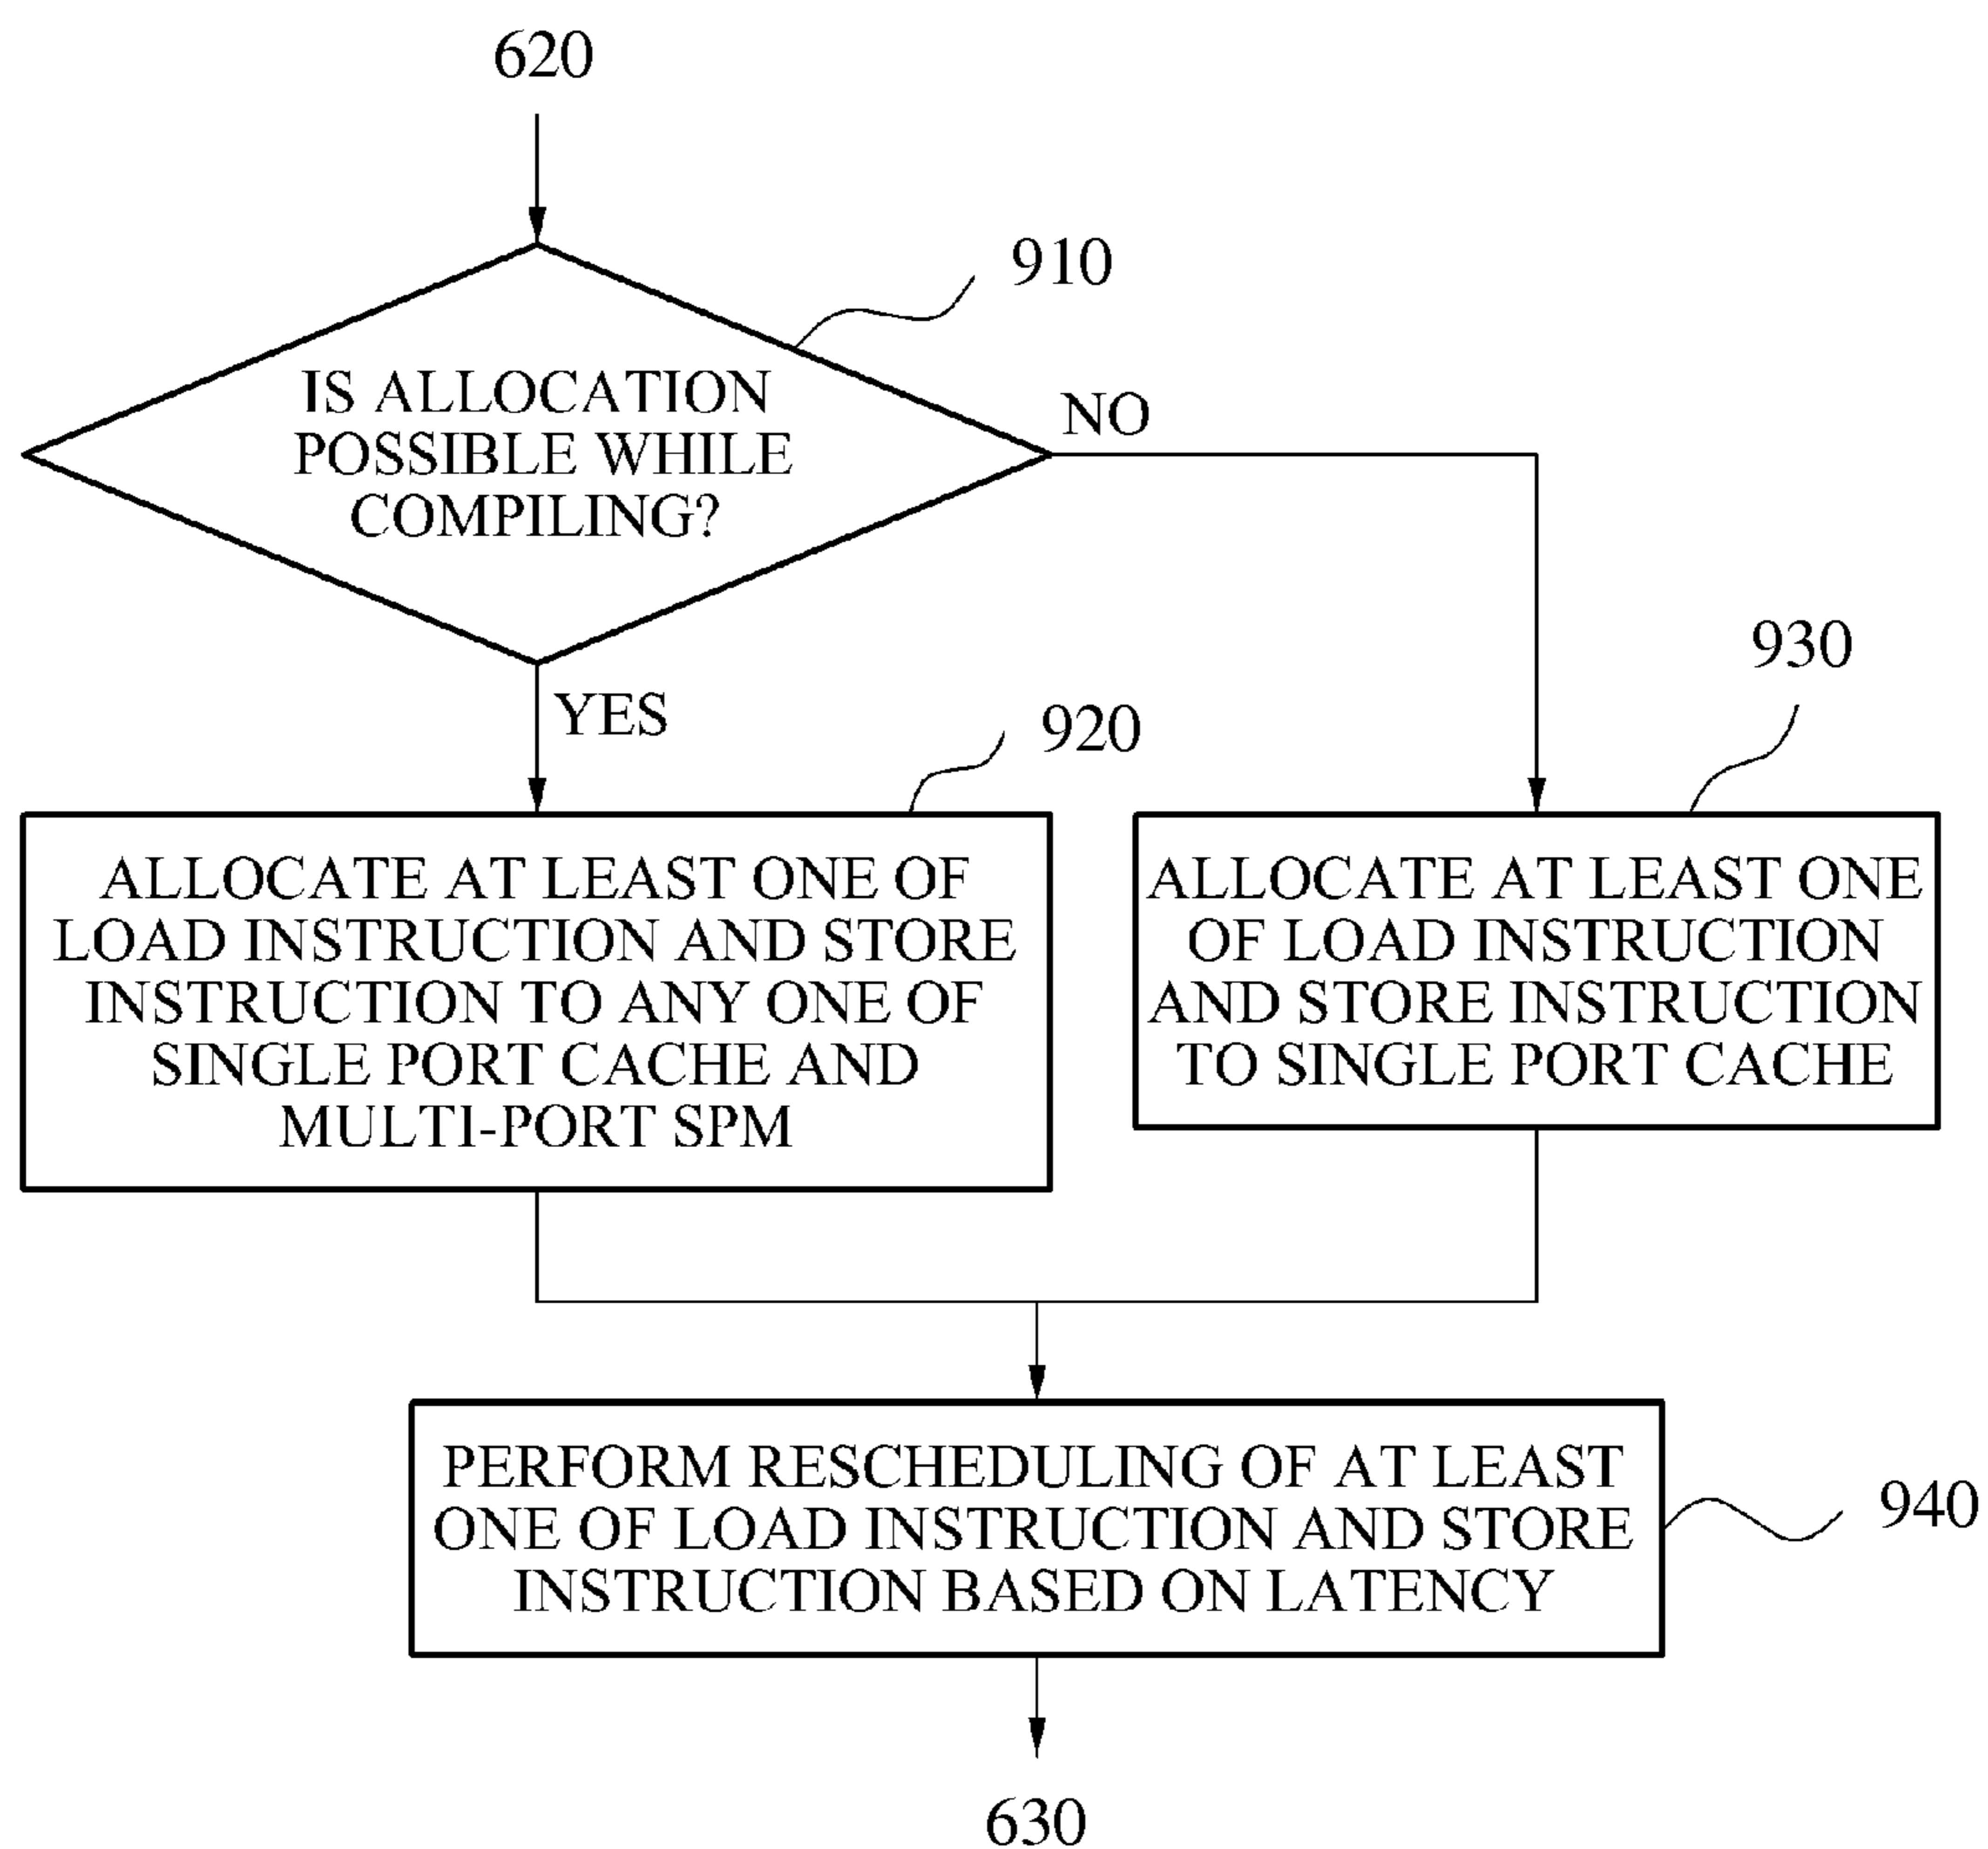 620
910
IS ALLOCATION
POSSIBLE WHILE
COMPILING?
NO
YES
920
930
ALLOCATE AT LEAST ONE OF
LOAD INSTRUCTION AND STORE
INSTRUCTION TO ANY ONE OF
SINGLE PORT CACHE AND
MULTI-PORT SPM
ALLOCATE AT LEAST ONE
OF LOAD INSTRUCTION
AND STORE INSTRUCTION
TO SINGLE PORT CACHE
PERFORM RESCHEDULING OF AT LEAST
ONE OF LOAD INSTRUCTION AND STORE
INSTRUCTION BASED ON LATENCY
940
630